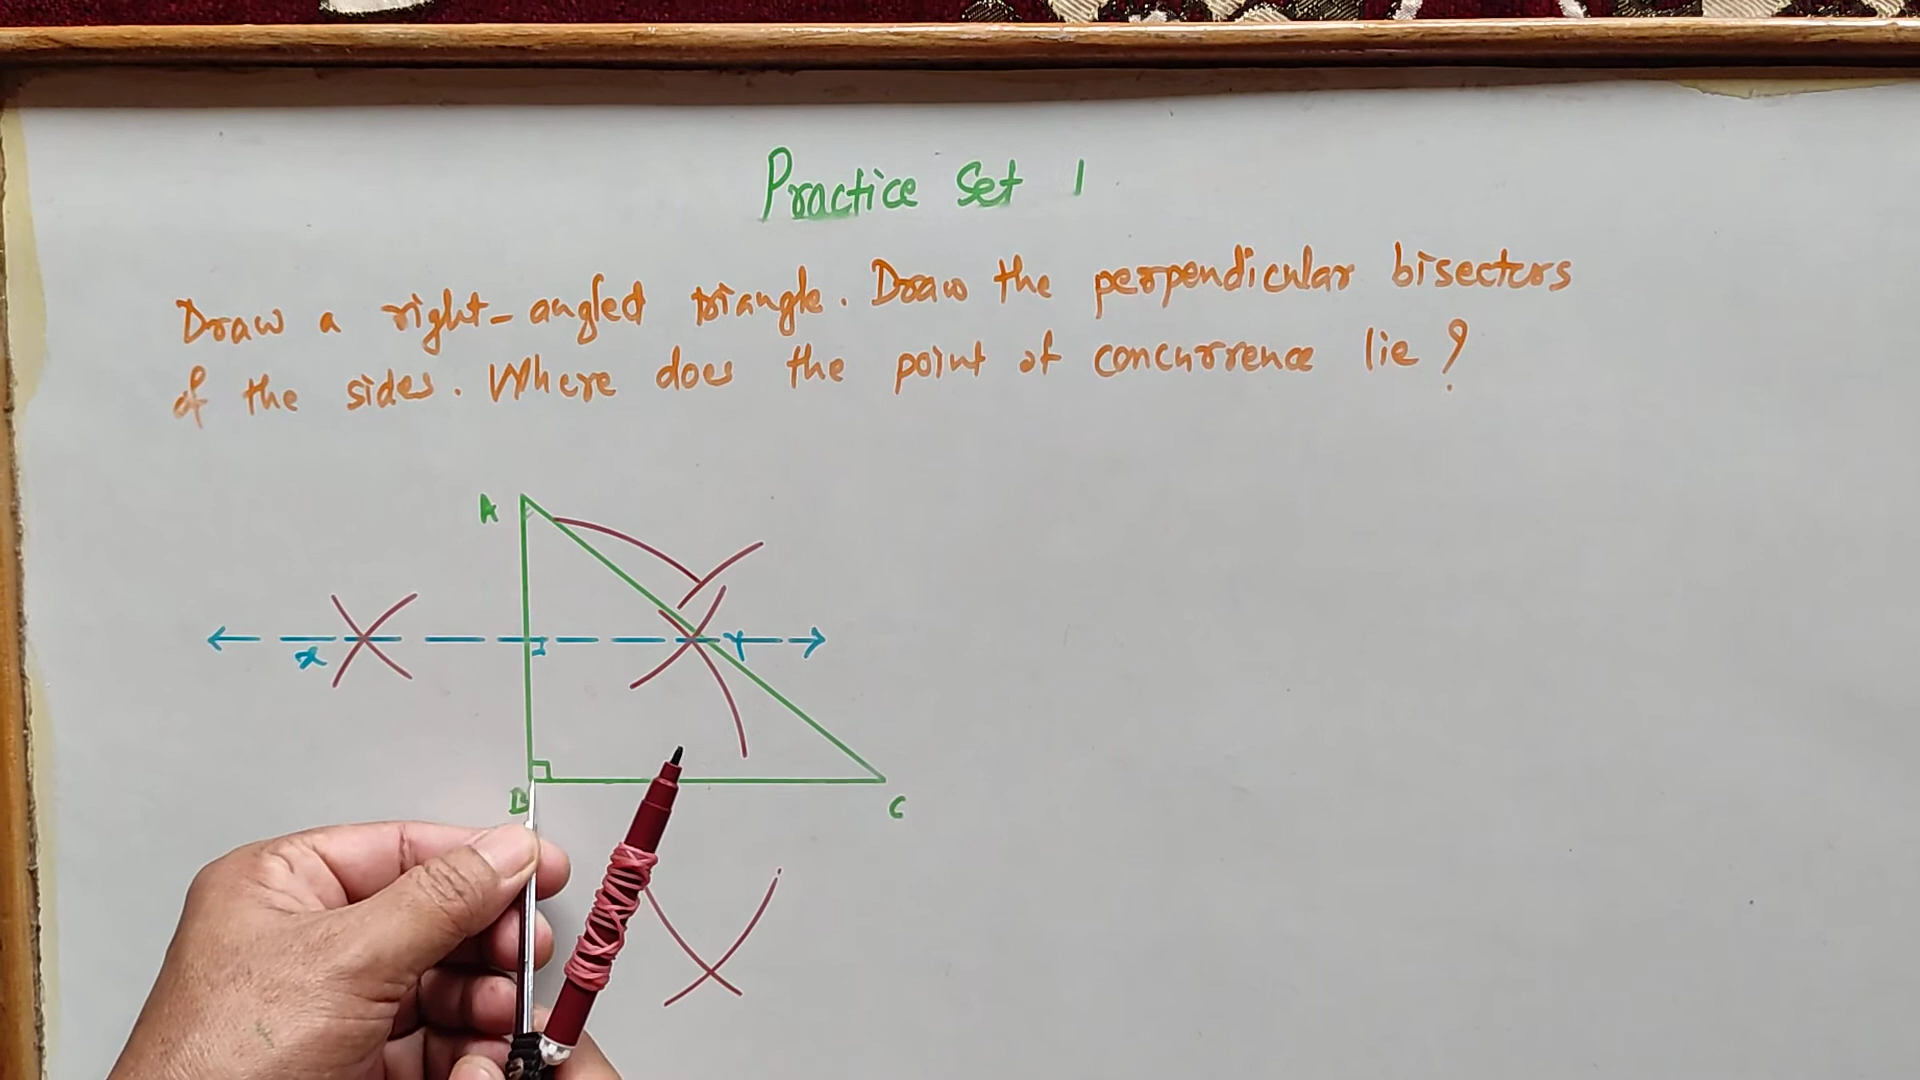 Practice Set 1
Draw a right-angled triangle. Draw the perpendicular bisectors
of the sides. Where does the point of concurrence lie?
A
x
Y
B
C